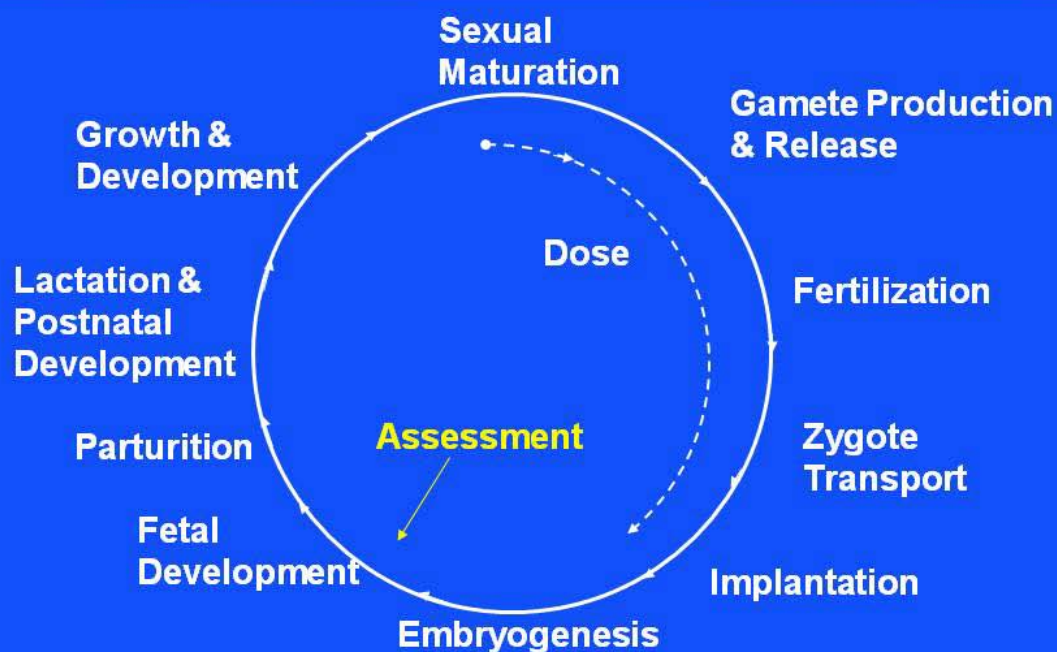 Sexual
Maturation
Gamete Production
& Release
Dose
Fertilization
Zygote
Transport
Implantation
Embryogenesis
Assessment
Fetal
Development
Parturition
Lactation &
Postnatal
Development
Growth &
Development